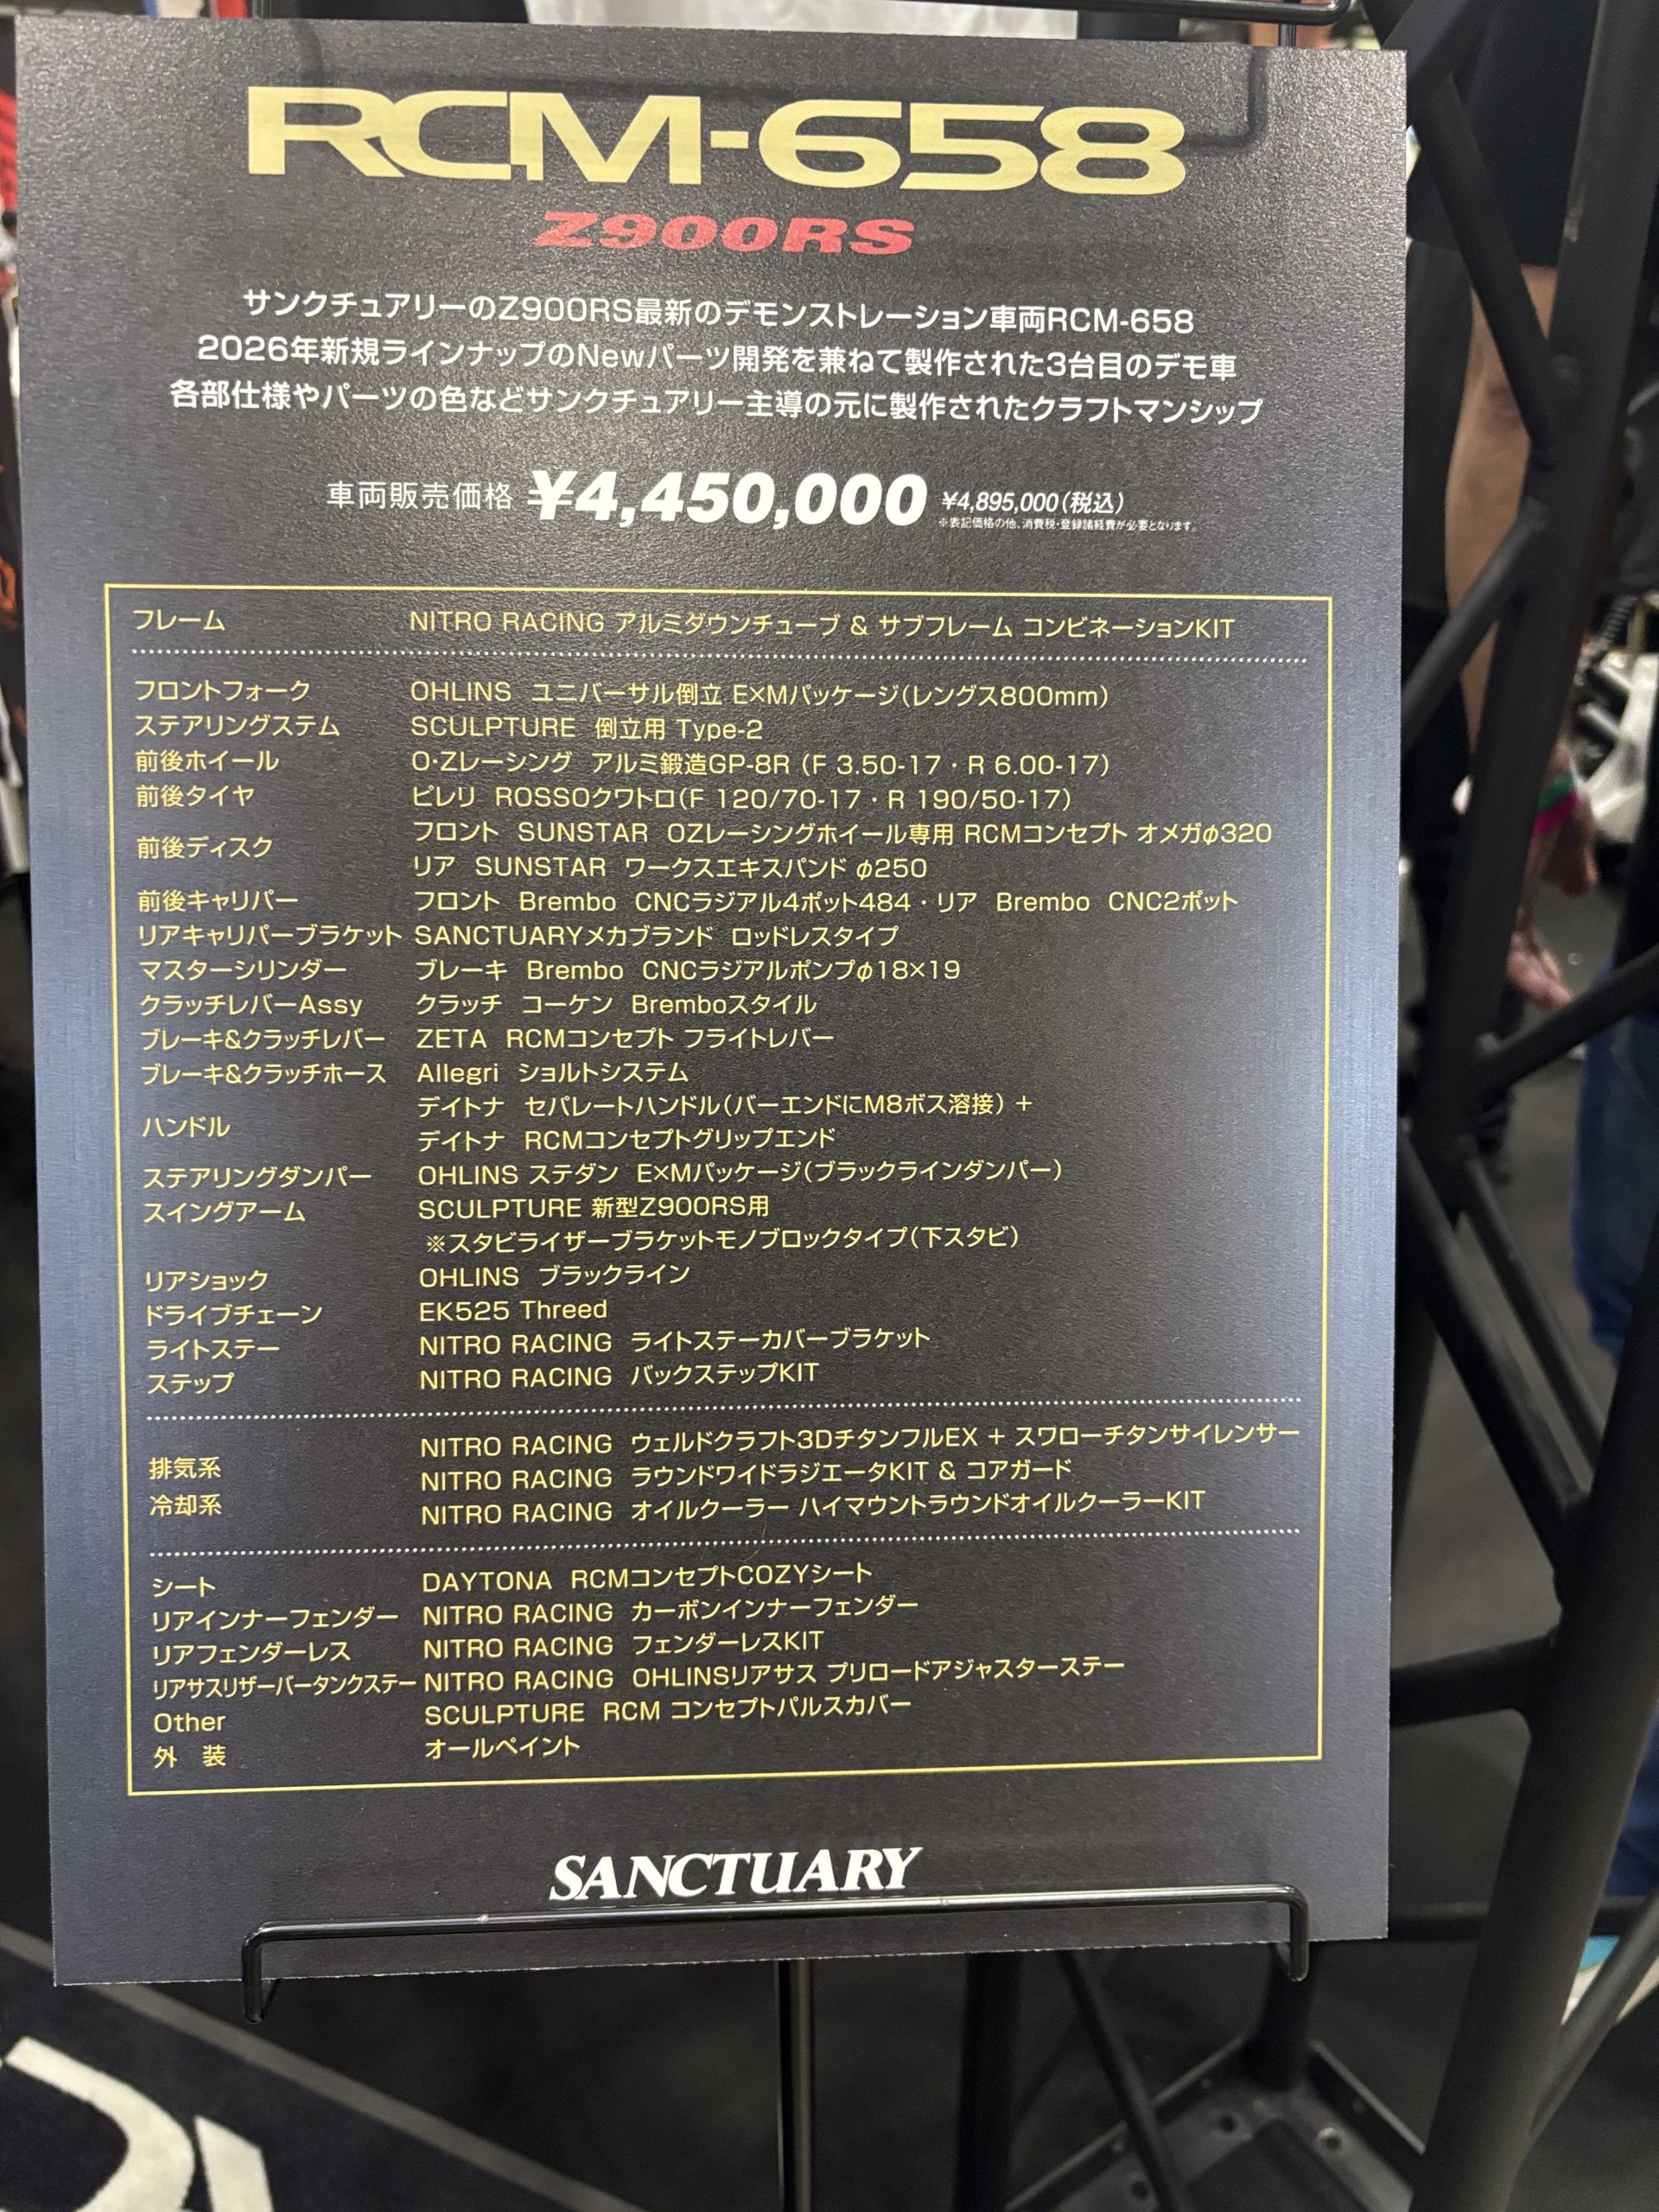 RCM-658
Z900RS
サンクチュアリーのZ900RS最新のデモンストレーション車両RCM-658
2026年新規ラインナップのNewパーツ開発を兼ねて製作された3台目のデモ車
各部仕様やパーツの色などサンクチュアリー主導の元に製作されたクラフトマンシップ
車両販売価格 ¥4,450,000 ¥4,895,000(税込)
※表記価格の他、消費税・登録諸経費が必要となります。
フレーム NITRO RACING アルミダウンチューブ & サブフレーム コンビネーションKIT
フロントフォーク OHLINS ユニバーサル倒立 E×Mパッケージ(レングス800mm)
ステアリングステム SCULPTURE 倒立用 Type-2
前後ホイール O・Zレーシング アルミ鍛造GP-8R (F 3.50-17・R 6.00-17)
前後タイヤ ピレリ ROSSOクワトロ(F 120/70-17・R 190/50-17)
前後ディスク フロント SUNSTAR OZレーシングホイール専用 RCMコンセプト オメガφ320
リア SUNSTAR ワークスエキスパンド φ250
前後キャリパー フロント Brembo CNCラジアル4ポット484・リア Brembo CNC2ポット
リアキャリパーブラケット SANCTUARYメカブランド ロッドレスタイプ
マスターシリンダー ブレーキ Brembo CNCラジアルポンプφ18×19
クラッチレバーAssy クラッチ コーケン Bremboスタイル
ブレーキ&クラッチレバー ZETA RCMコンセプト フライトレバー
ブレーキ&クラッチホース Allegri ショルトシステム
ハンドル デイトナ セパレートハンドル(バーエンドにM8ボス溶接) +
デイトナ RCMコンセプトグリップエンド
ステアリングダンパー OHLINS ステダン E×Mパッケージ(ブラックラインダンパー)
スイングアーム SCULPTURE 新型Z900RS用
※スタビライザーブラケットモノブロックタイプ(下スタビ)
リアショック OHLINS ブラックライン
ドライブチェーン EK525 Threed
ライトステー NITRO RACING ライトステーカバーブラケット
ステップ NITRO RACING バックステップKIT
排気系 NITRO RACING ウェルドクラフト3DチタンフルEX + スワローチタンサイレンサー
冷却系 NITRO RACING ラウンドワイドラジエータKIT & コアガード
NITRO RACING オイルクーラー ハイマウントラウンドオイルクーラーKIT
シート DAYTONA RCMコンセプトCOZYシート
リアインナーフェンダー NITRO RACING カーボンインナーフェンダー
リアフェンダーレス NITRO RACING フェンダーレスKIT
リアサスリザーバータンクステー NITRO RACING OHLINSリアサス プリロードアジャスターステー
Other SCULPTURE RCM コンセプトパルスカバー
外 装 オールペイント
SANCTUARY